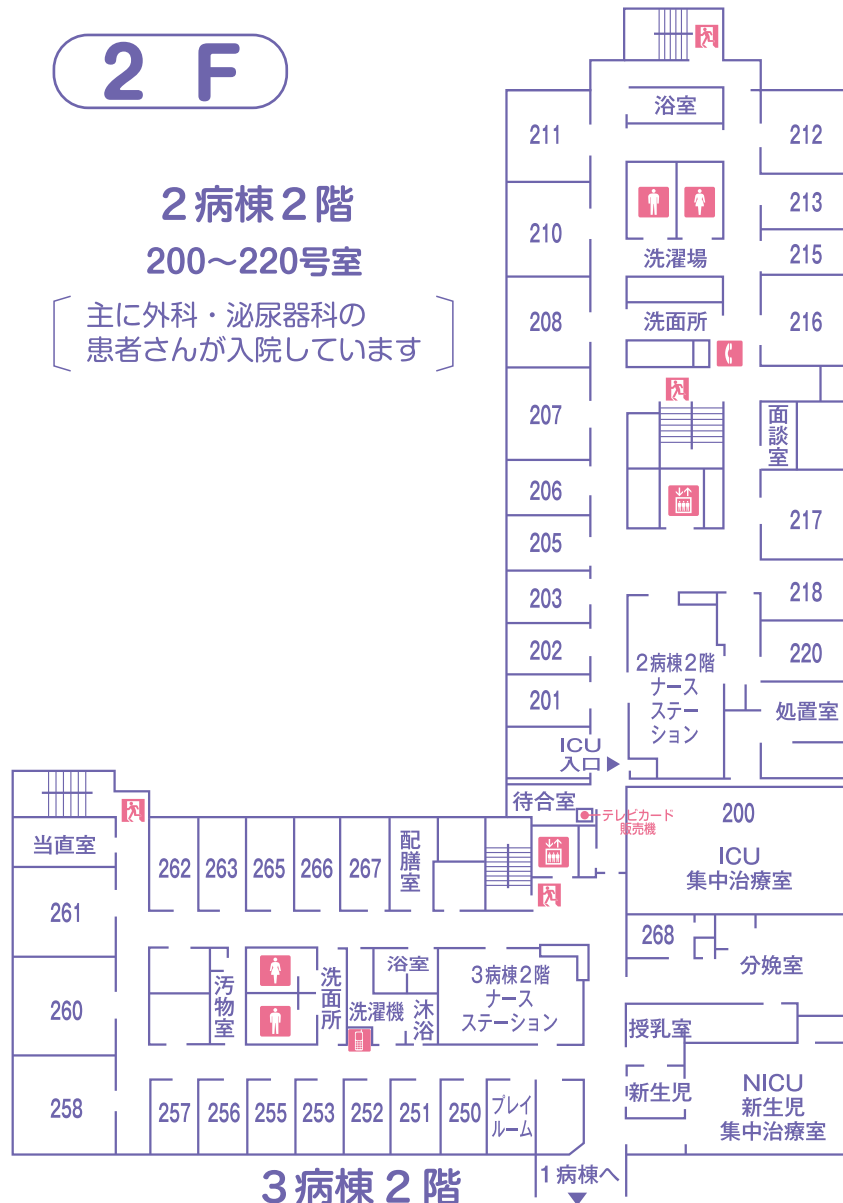 2 F
2病棟2階
200～220号室
主に外科・泌尿器科の
患者さんが入院しています
浴室
211
212
213
210
洗濯場
215
208
洗面所
216
207
面談室
206
217
205
203
218
202
2病棟2階
ナース
ステー
ション
220
201
処置室
ICU
入口
待合室
テレビカード
販売機
200
ICU
集中治療室
当直室
262
263
265
266
267
配膳室
261
268
分娩室
260
汚物室
洗面所
浴室
洗濯機
沐浴
3病棟2階
ナース
ステーション
授乳室
新生児
NICU
新生児
集中治療室
258
257
256
255
253
252
251
250
プレイ
ルーム
3病棟2階
1病棟へ